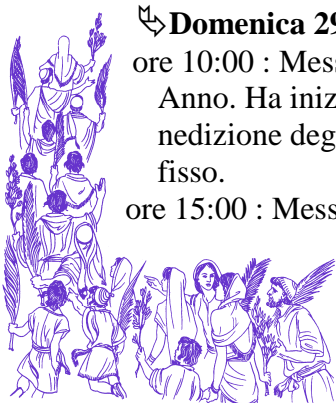 Domenica 29
ore 10:00 : Mess
Anno. Ha iniz
nedizione deg
fisso.
ore 15:00 : Mess